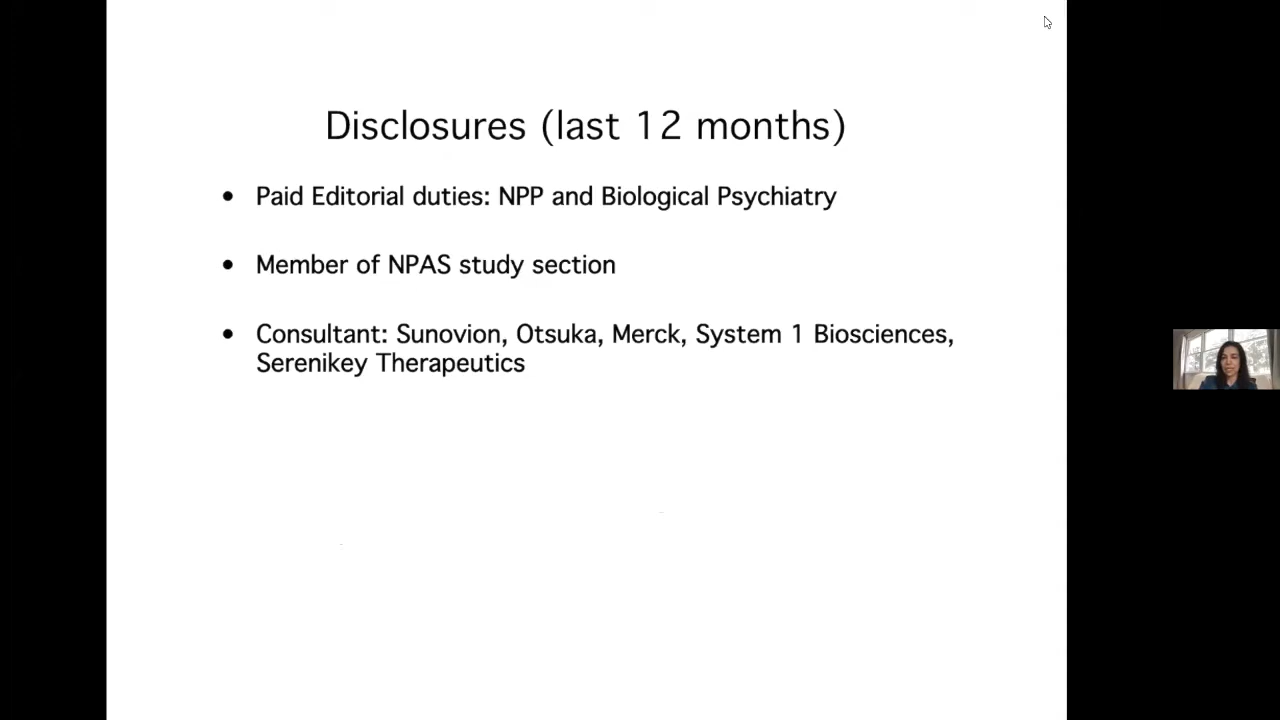 Disclosures (last 12 months)
• Paid Editorial duties: NPP and Biological Psychiatry
• Member of NPAS study section
• Consultant: Sunovion, Otsuka, Merck, System 1 Biosciences,
Serenikey Therapeutics